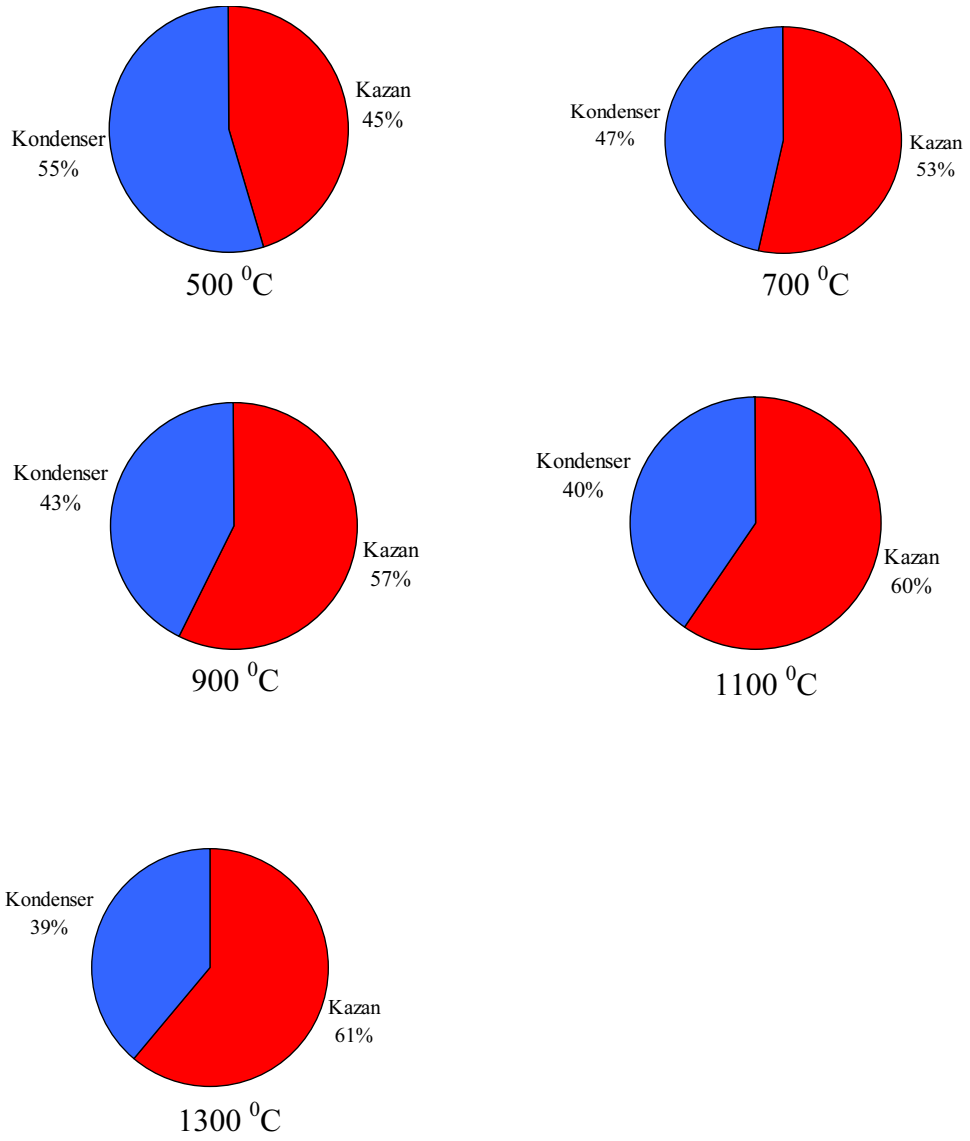 Kazan
45%
Kondenser
55%
500 ⁰C
Kondenser
47%
Kazan
53%
700 ⁰C
Kondenser
43%
Kazan
57%
900 ⁰C
Kondenser
40%
Kazan
60%
1100 ⁰C
Kondenser
39%
Kazan
61%
1300 ⁰C